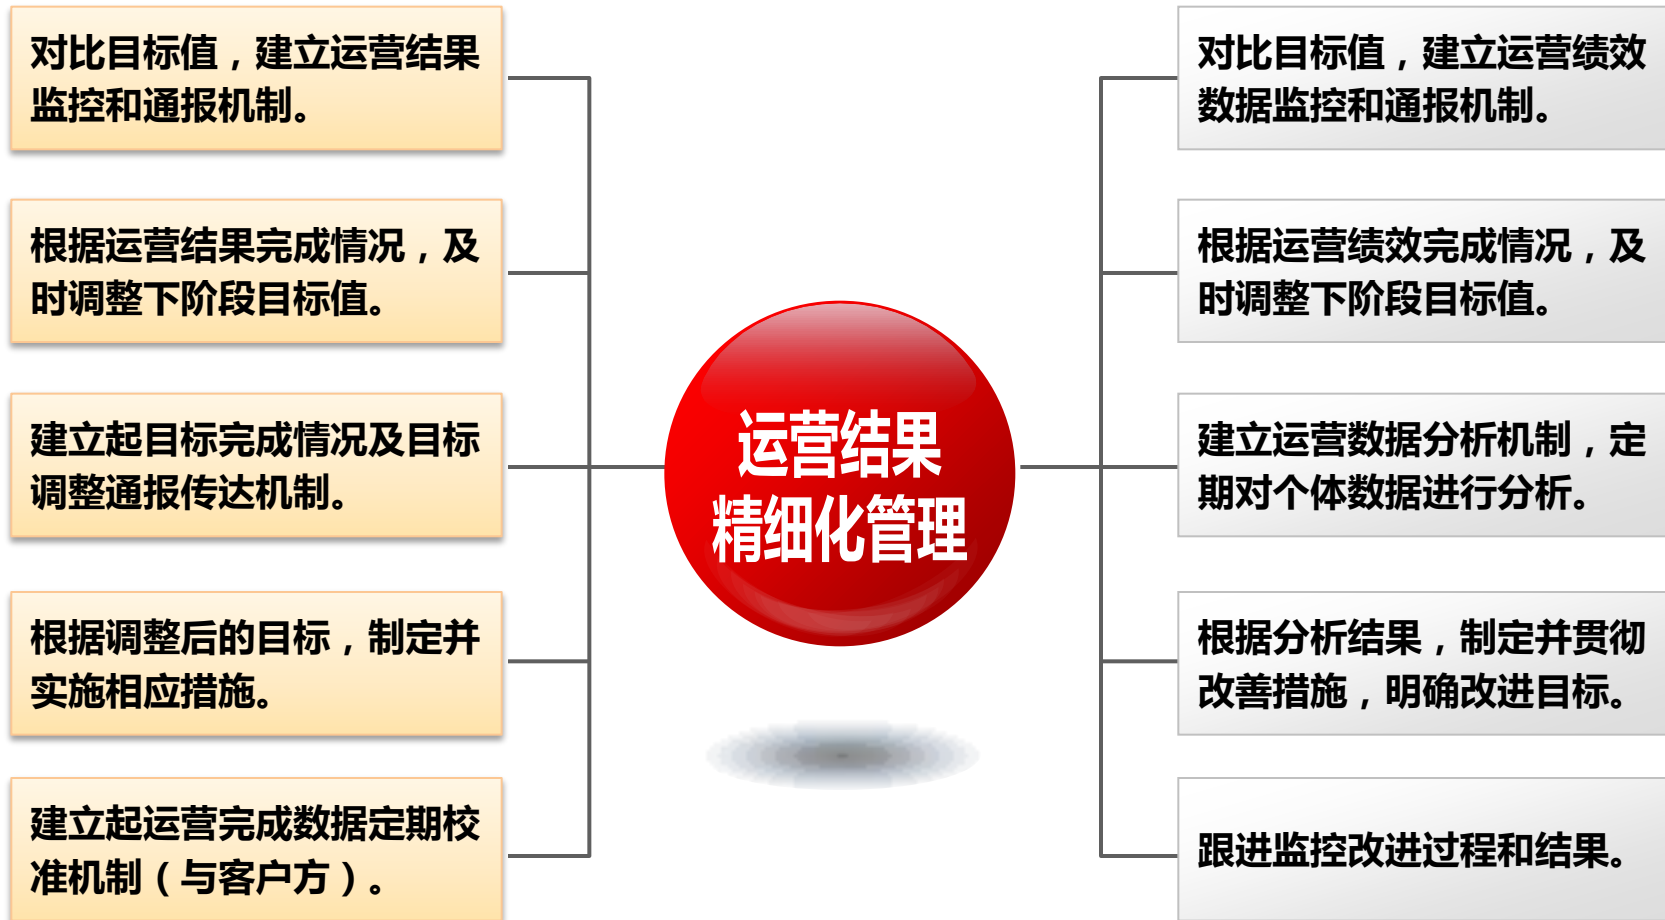 对比目标值，建立运营结果
监控和通报机制。
根据运营结果完成情况，及
时调整下阶段目标值。
建立起目标完成情况及目标
调整通报传达机制。
根据调整后的目标，制定并
实施相应措施。
建立起运营完成数据定期校
准机制（与客户方）。
运营结果
精细化管理
对比目标值，建立运营绩效
数据监控和通报机制。
根据运营绩效完成情况，及
时调整下阶段目标值。
建立运营数据分析机制，定
期对个体数据进行分析。
根据分析结果，制定并贯彻
改善措施，明确改进目标。
跟进监控改进过程和结果。